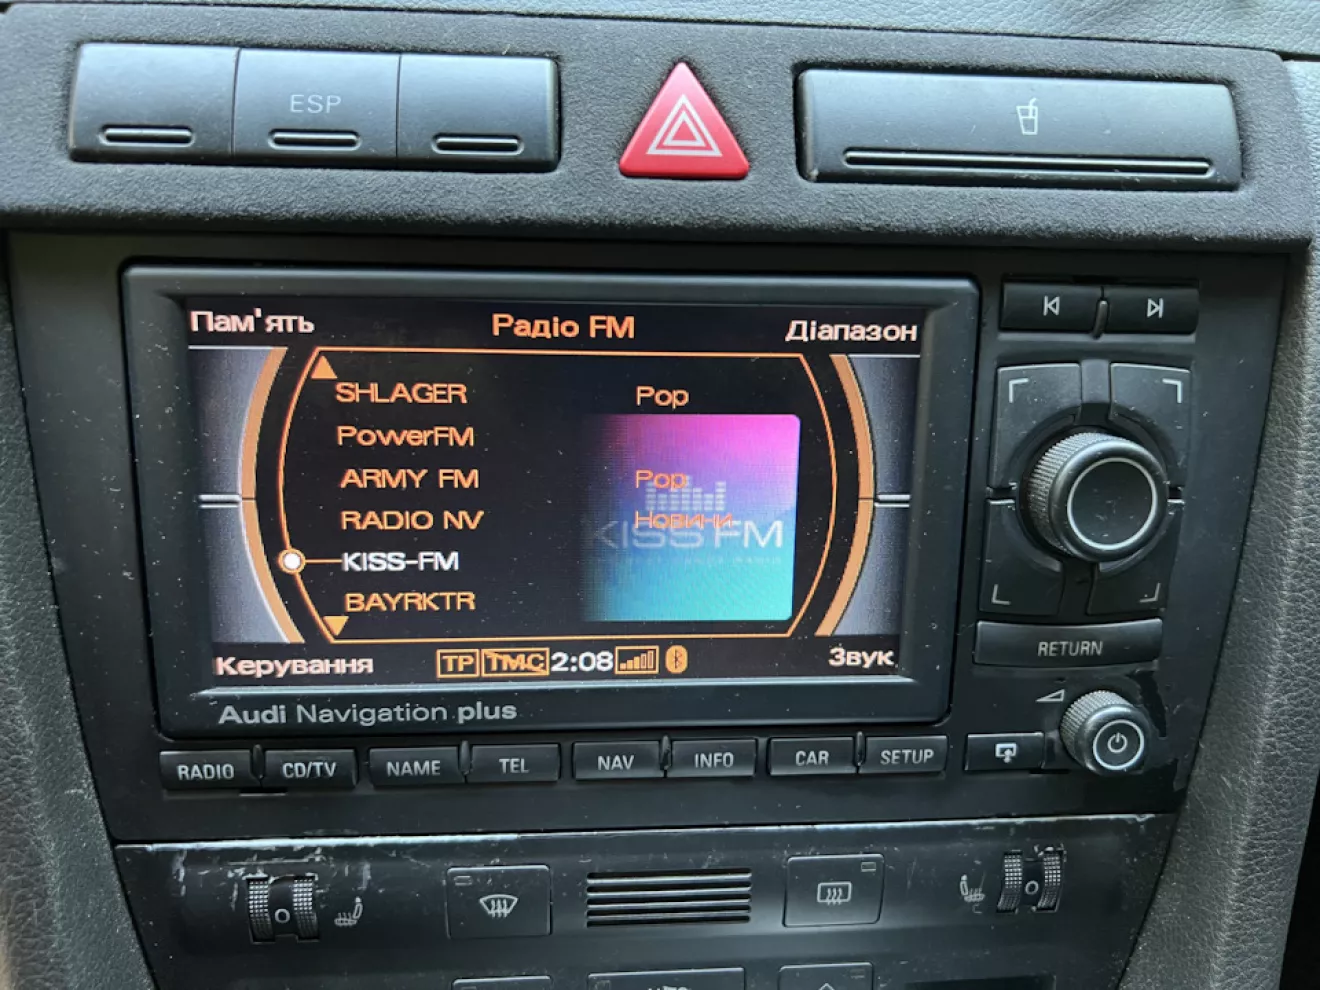 ESP
Пам'ять Радіо FM Діапазон
SHLAGER Pop
PowerFM
ARMY FM Pop
RADIO NV Новини
KISS-FM KISS FM
BAYRKTR
Керування TP TMC 2:08 Звук
Audi Navigation plus
RETURN
RADIO CD/TV NAME TEL NAV INFO CAR SETUP